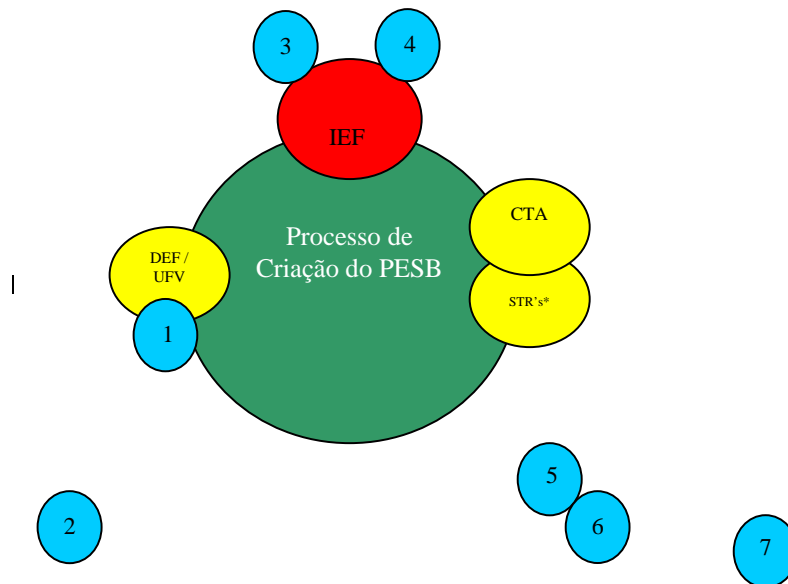 3
4
IEF
CTA
Processo de
Criação do PESB
DEF /
UFV
STR's*
1
5
2
6
7